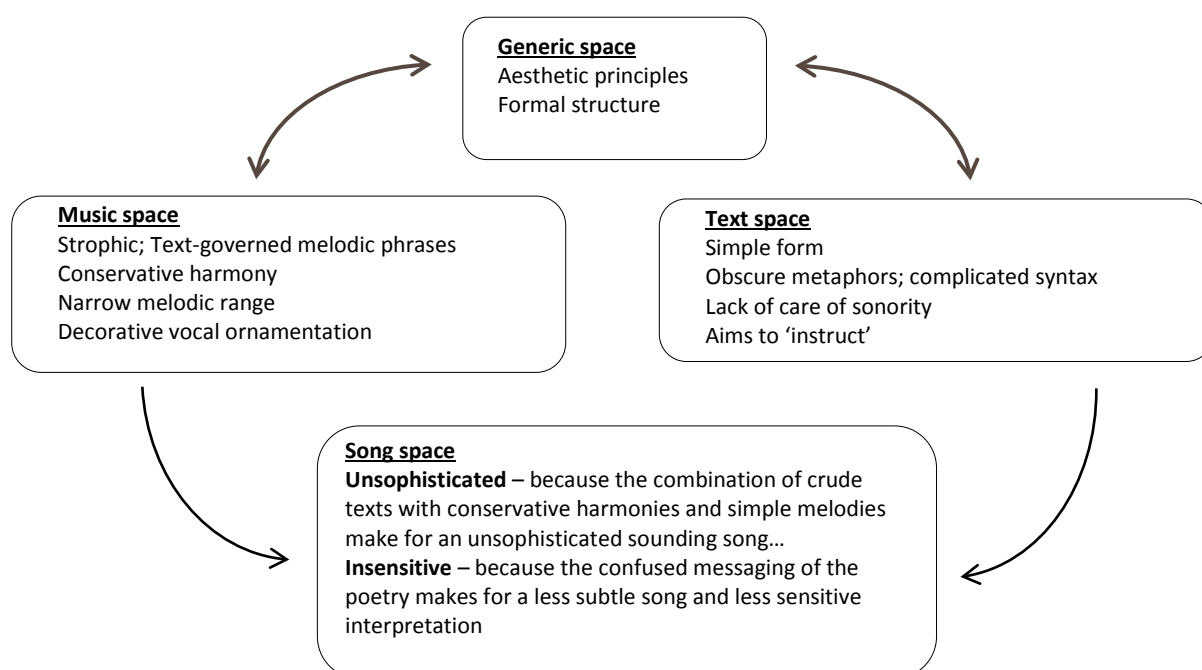 Generic space
Aesthetic principles
Formal structure
Music space
Strophic; Text-governed melodic phrases
Conservative harmony
Narrow melodic range
Decorative vocal ornamentation
Text space
Simple form
Obscure metaphors; complicated syntax
Lack of care of sonority
Aims to ‘instruct’
Song space
Unsophisticated – because the combination of crude
texts with conservative harmonies and simple melodies
make for an unsophisticated sounding song…
Insensitive – because the confused messaging of the
poetry makes for a less subtle song and less sensitive
interpretation